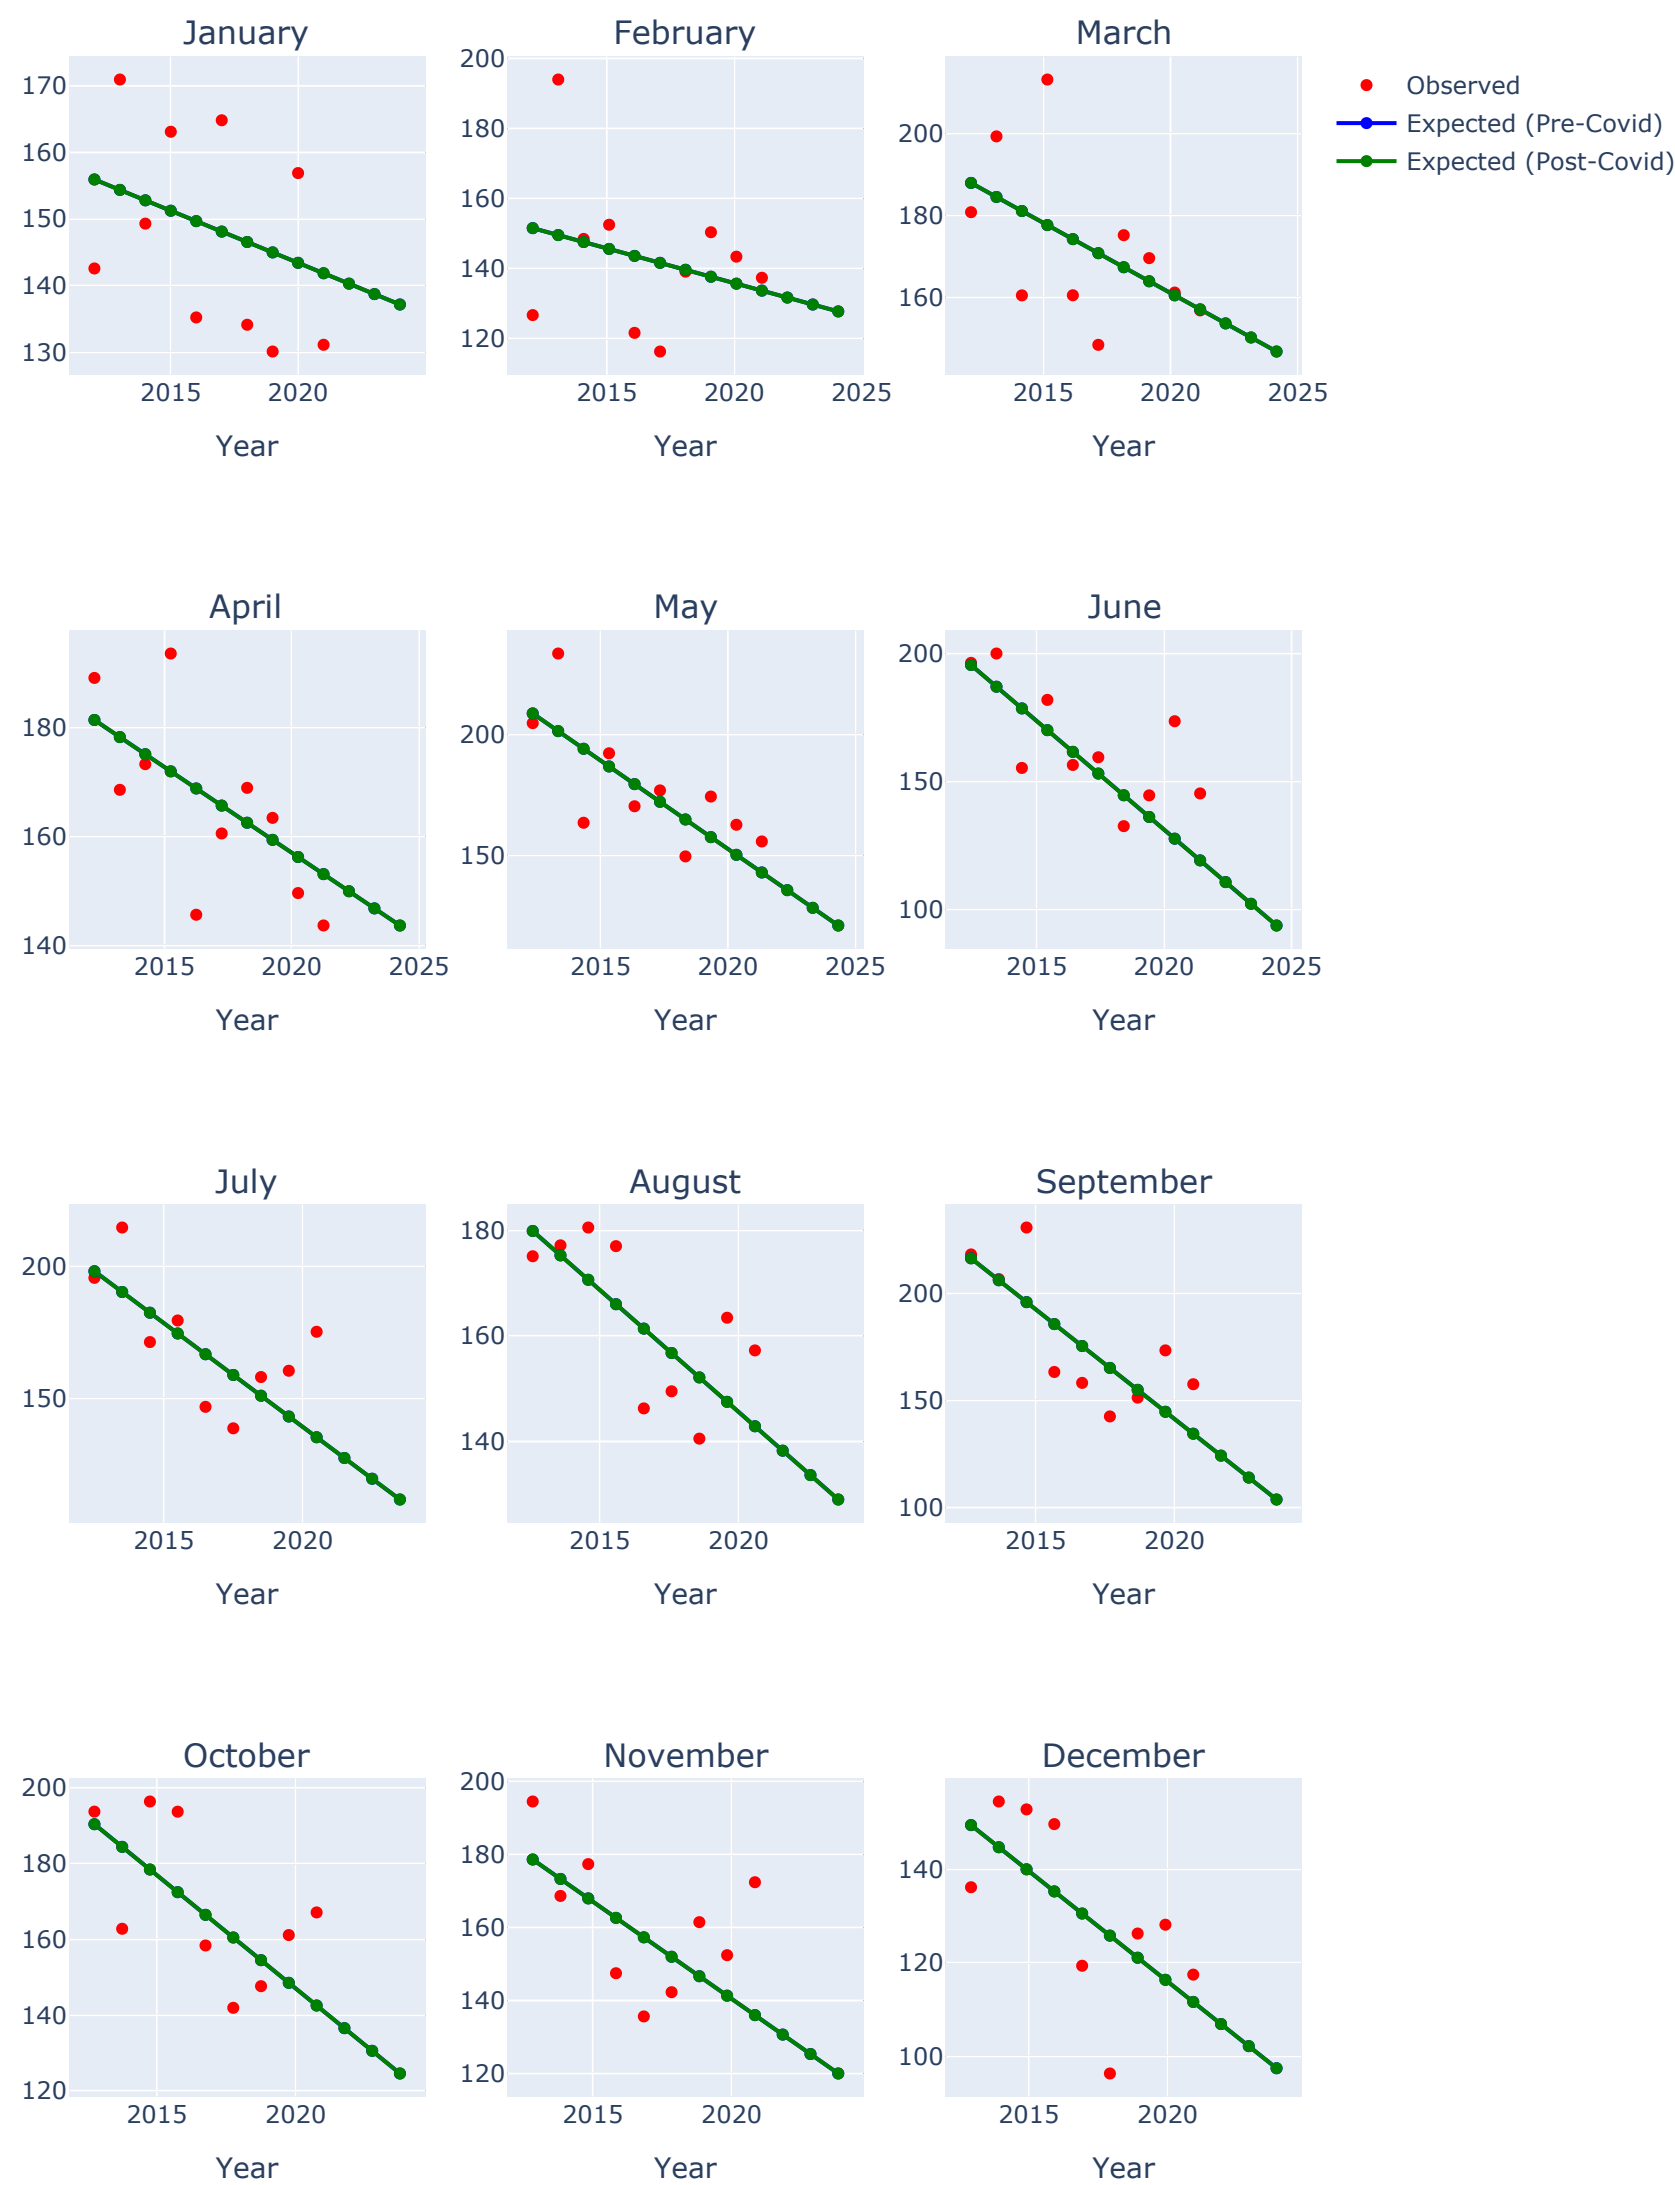 January
February
March
170
160
150
140
130
200
180
160
140
120
200
180
160
2015
2020
2015
2020
2025
2015
2020
2025
Year
Year
Year
Observed
Expected (Pre-Covid)
Expected (Post-Covid)
April
May
June
180
160
140
200
150
200
150
100
2015
2020
2025
2015
2020
2025
2015
2020
2025
Year
Year
Year
July
August
September
200
150
180
160
140
200
150
100
2015
2020
2015
2020
2015
2020
Year
Year
Year
October
November
December
200
180
160
140
120
200
180
160
140
120
140
120
100
2015
2020
2015
2020
2015
2020
Year
Year
Year